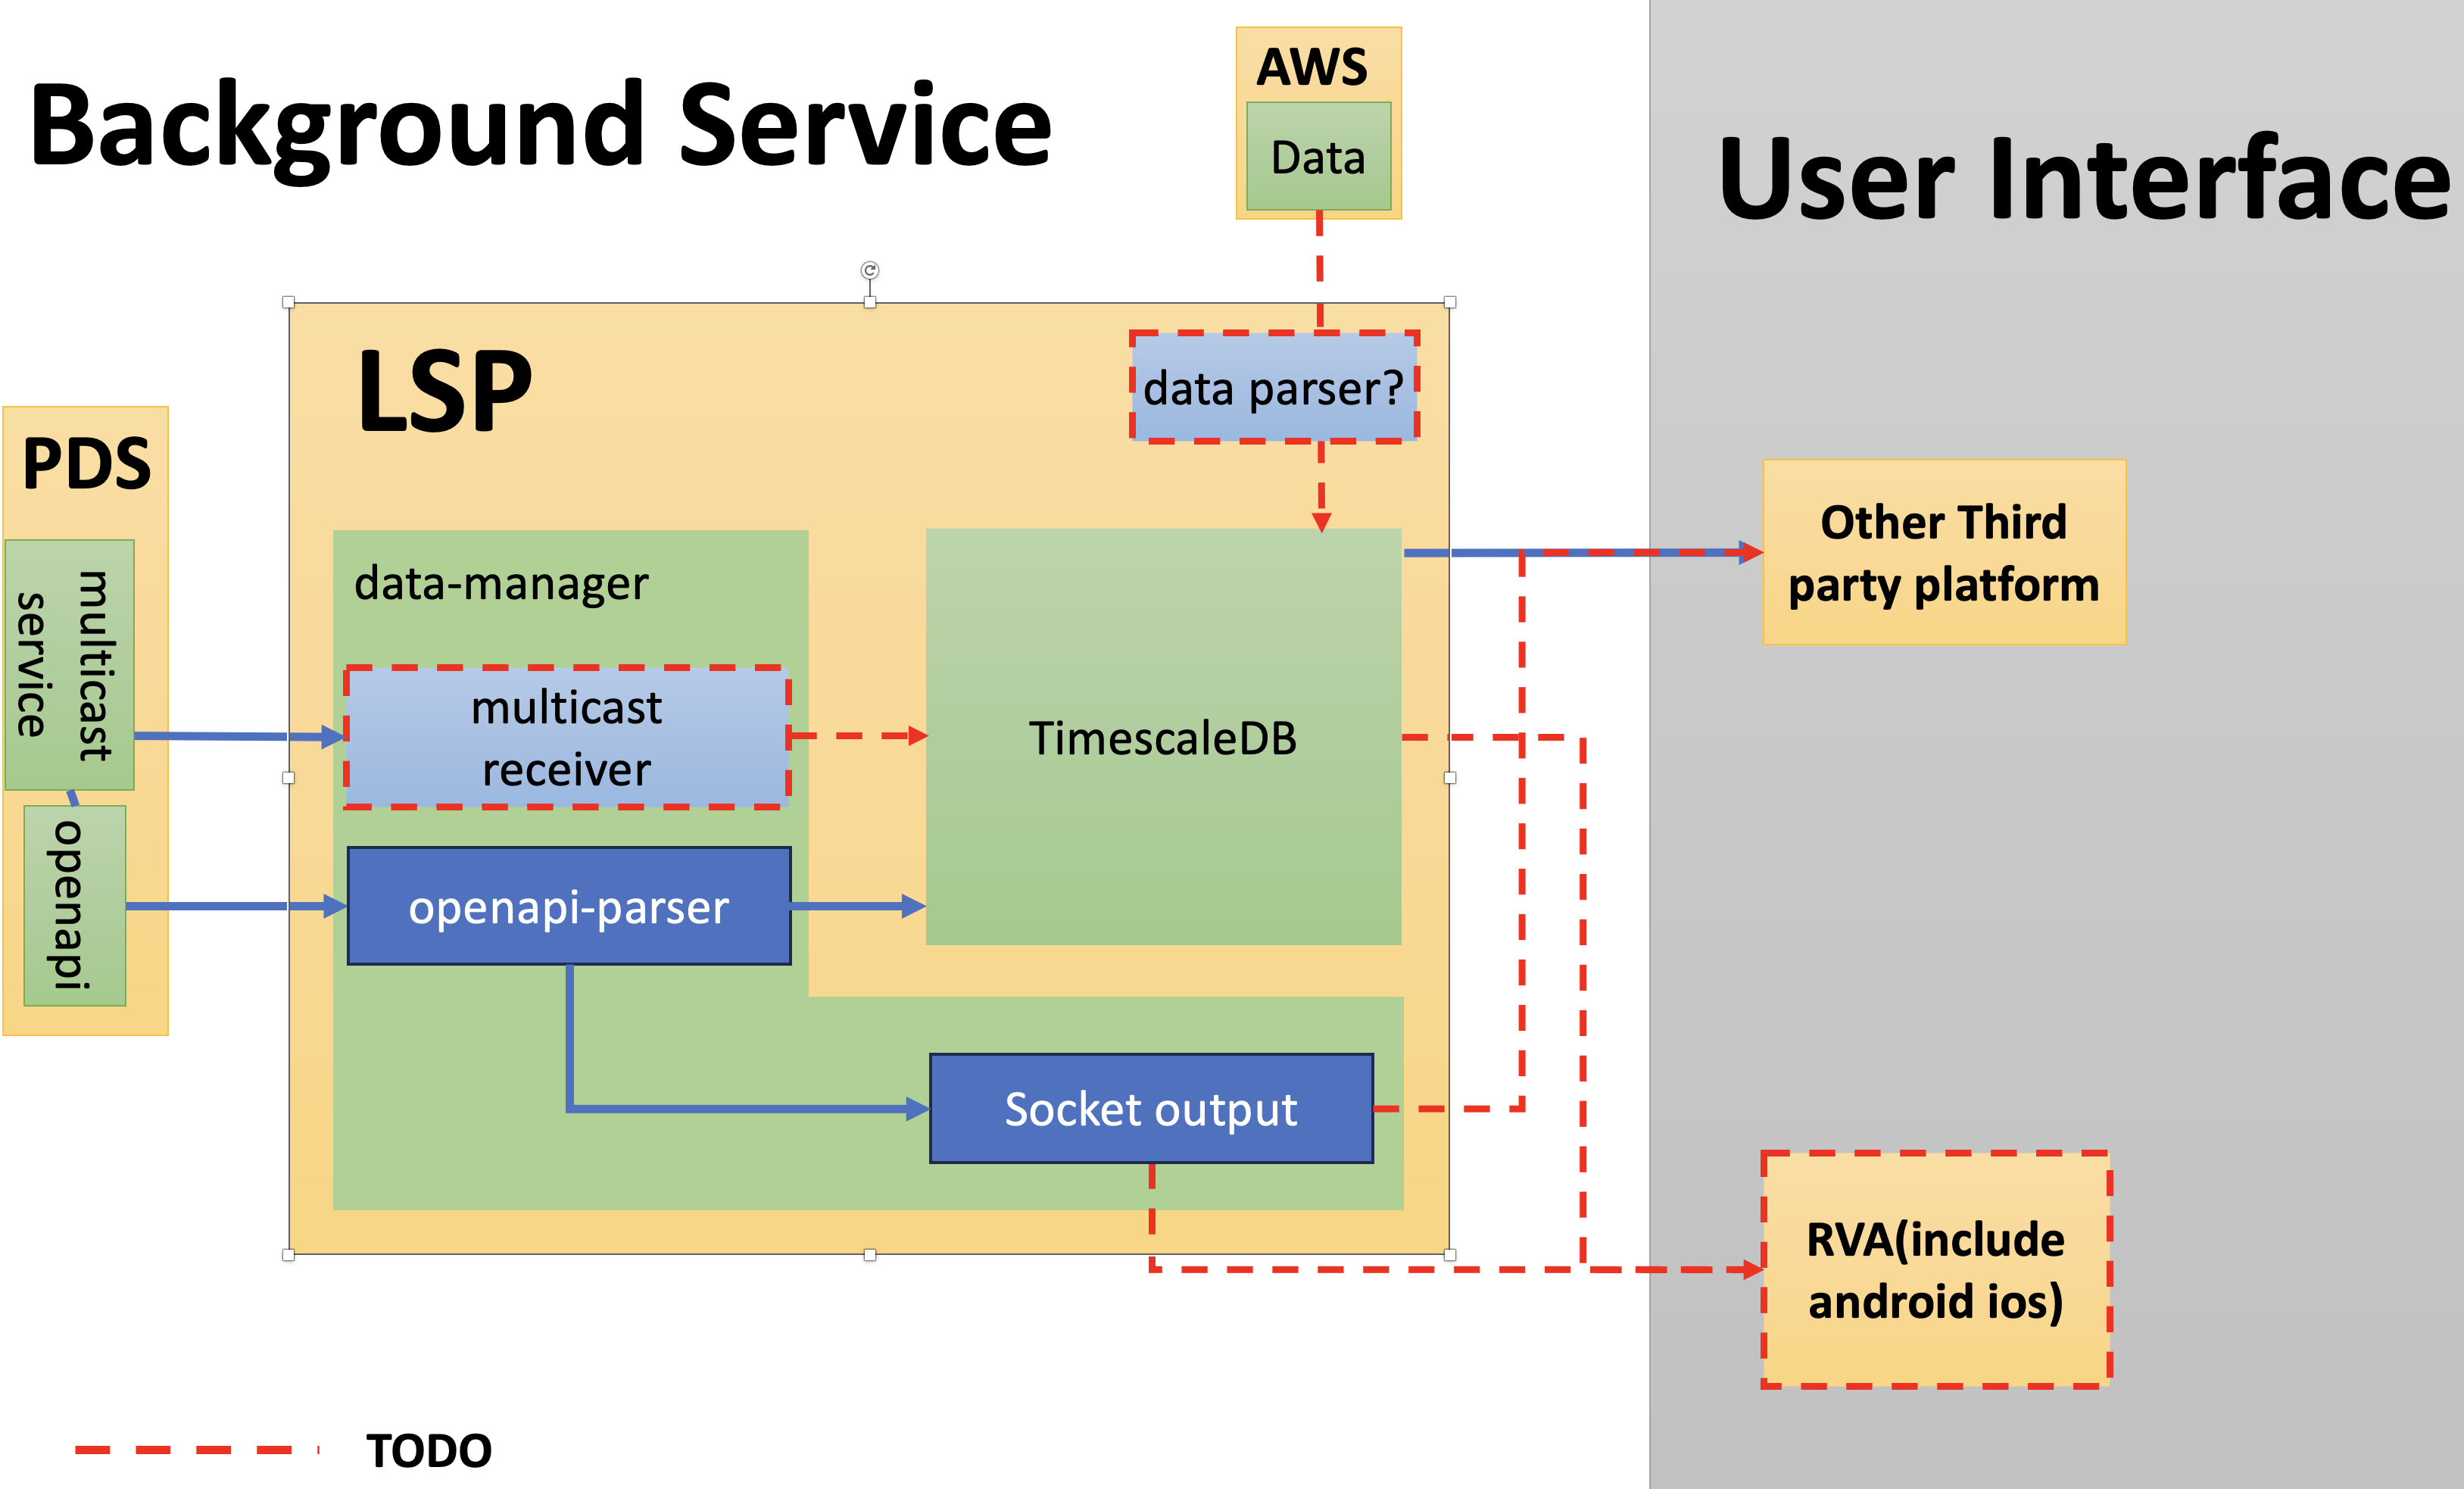 Background Service
AWS
Data
User Interface
LSP
data parser?
PDS
multicast
service
openapi
data-manager
multicast
receiver
openapi-parser
TimescaleDB
Socket output
Other Third
party platform
RVA(include
android ios)
TODO